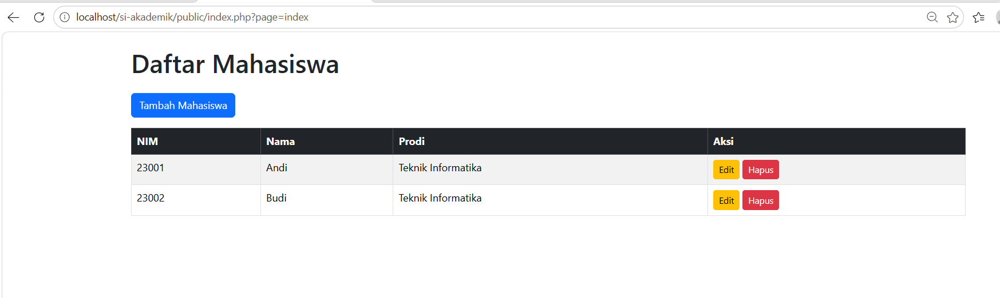 localhost/si-akademik/public/index.php?page=index
Daftar Mahasiswa
Tambah Mahasiswa
NIM Nama Prodi Aksi
23001 Andi Teknik Informatika Edit Hapus
23002 Budi Teknik Informatika Edit Hapus